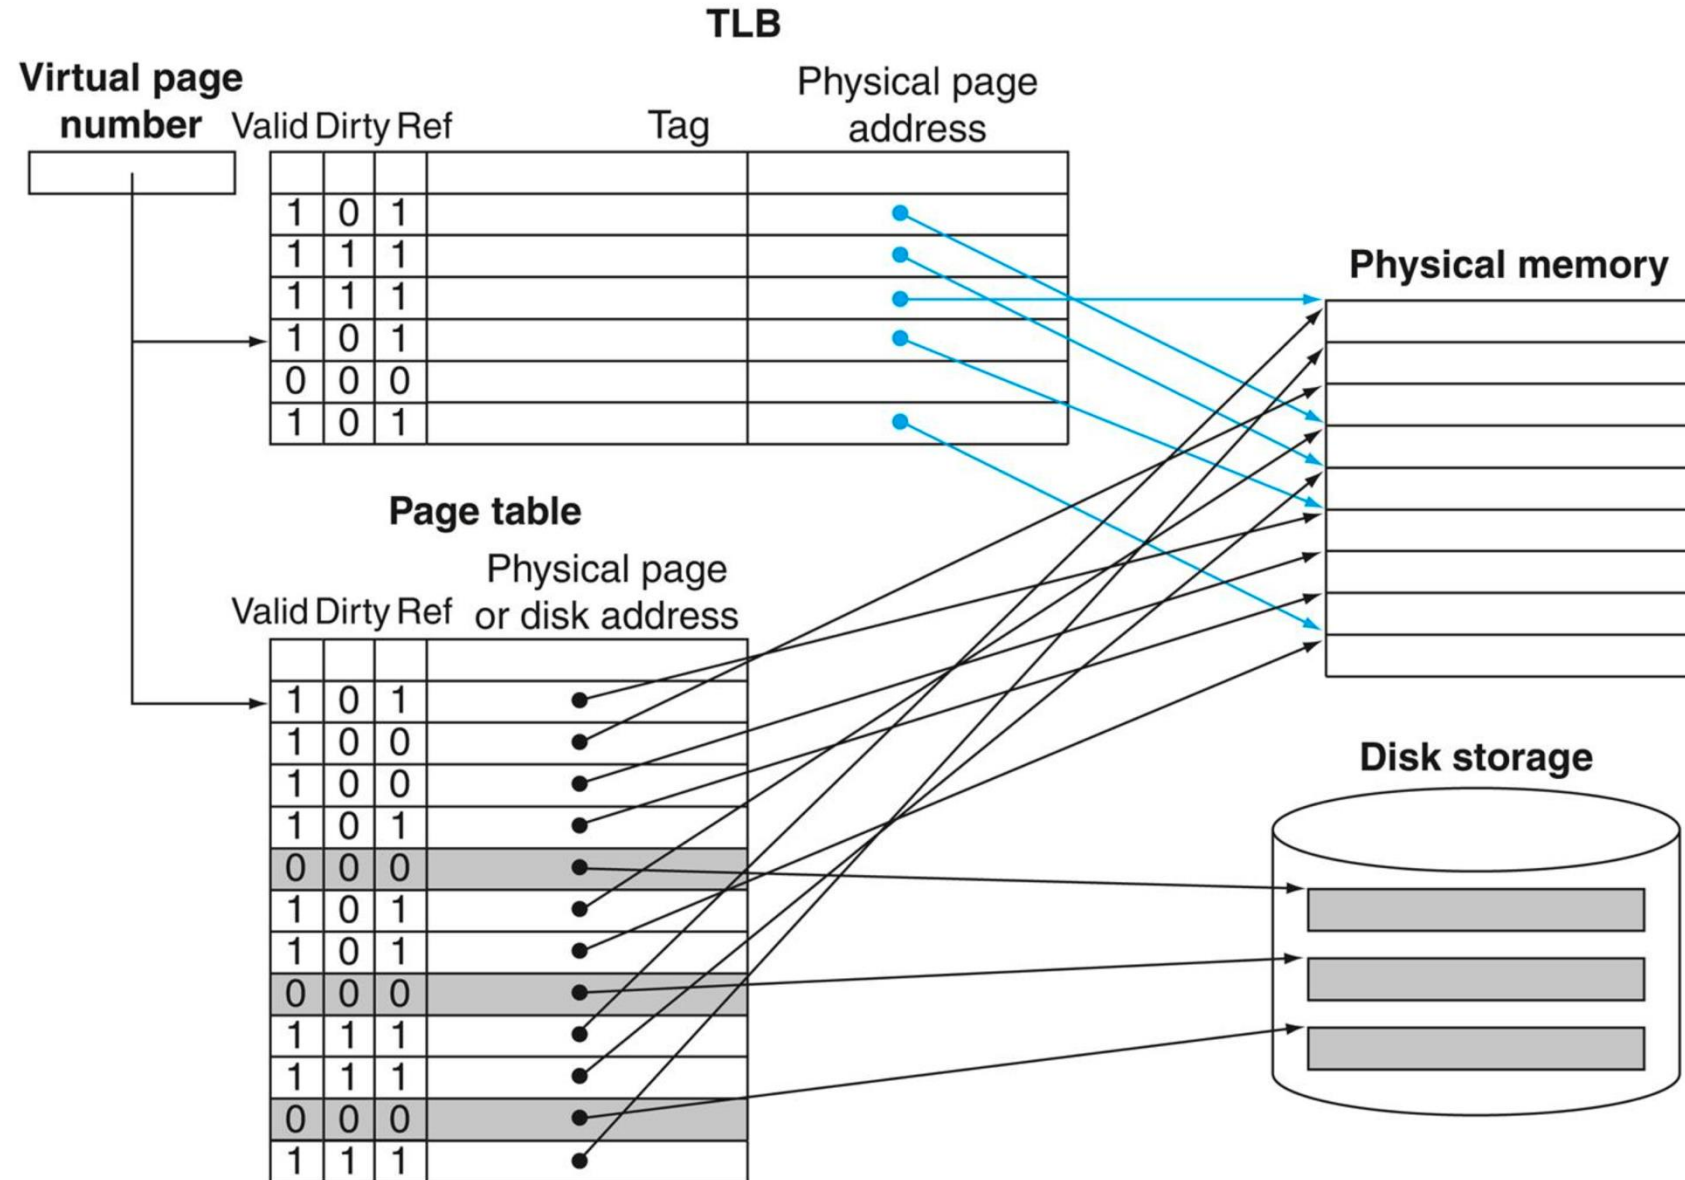 TLB
Virtual page
number
Valid Dirty Ref
Tag
Physical page
address
1 0 1
1 1 1
1 1 1
1 0 1
0 0 0
1 0 1
Physical memory
Page table
Valid Dirty Ref
Physical page
or disk address
1 0 1
1 0 0
1 0 0
1 0 1
0 0 0
1 0 1
1 0 1
0 0 0
1 1 1
1 1 1
0 0 0
1 1 1
Disk storage